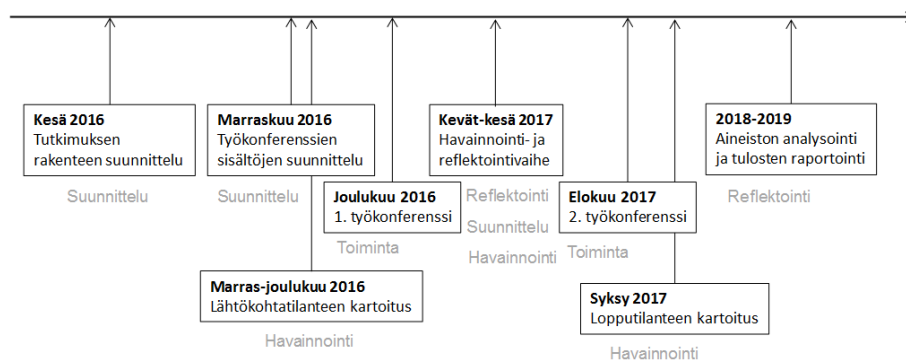 Kesä 2016
Tutkimuksen
rakenteen suunnittelu
Suunnittelu
Marraskuu 2016
Työkonferenssien
sisältöjen suunnittelu
Suunnittelu
Marras-joulukuu 2016
Lähtökohtatilanteen kartoitus
Havainnointi
Joulukuu 2016
1. työkonferenssi
Toiminta
Kevät-kesä 2017
Havainnointi- ja
reflektointivaihe
Reflektointi
Suunnittelu
Havainnointi
Elokuu 2017
2. työkonferenssi
Toiminta
Syksy 2017
Lopputilanteen kartoitus
Havainnointi
2018-2019
Aineiston analysointi
ja tulosten raportointi
Reflektointi